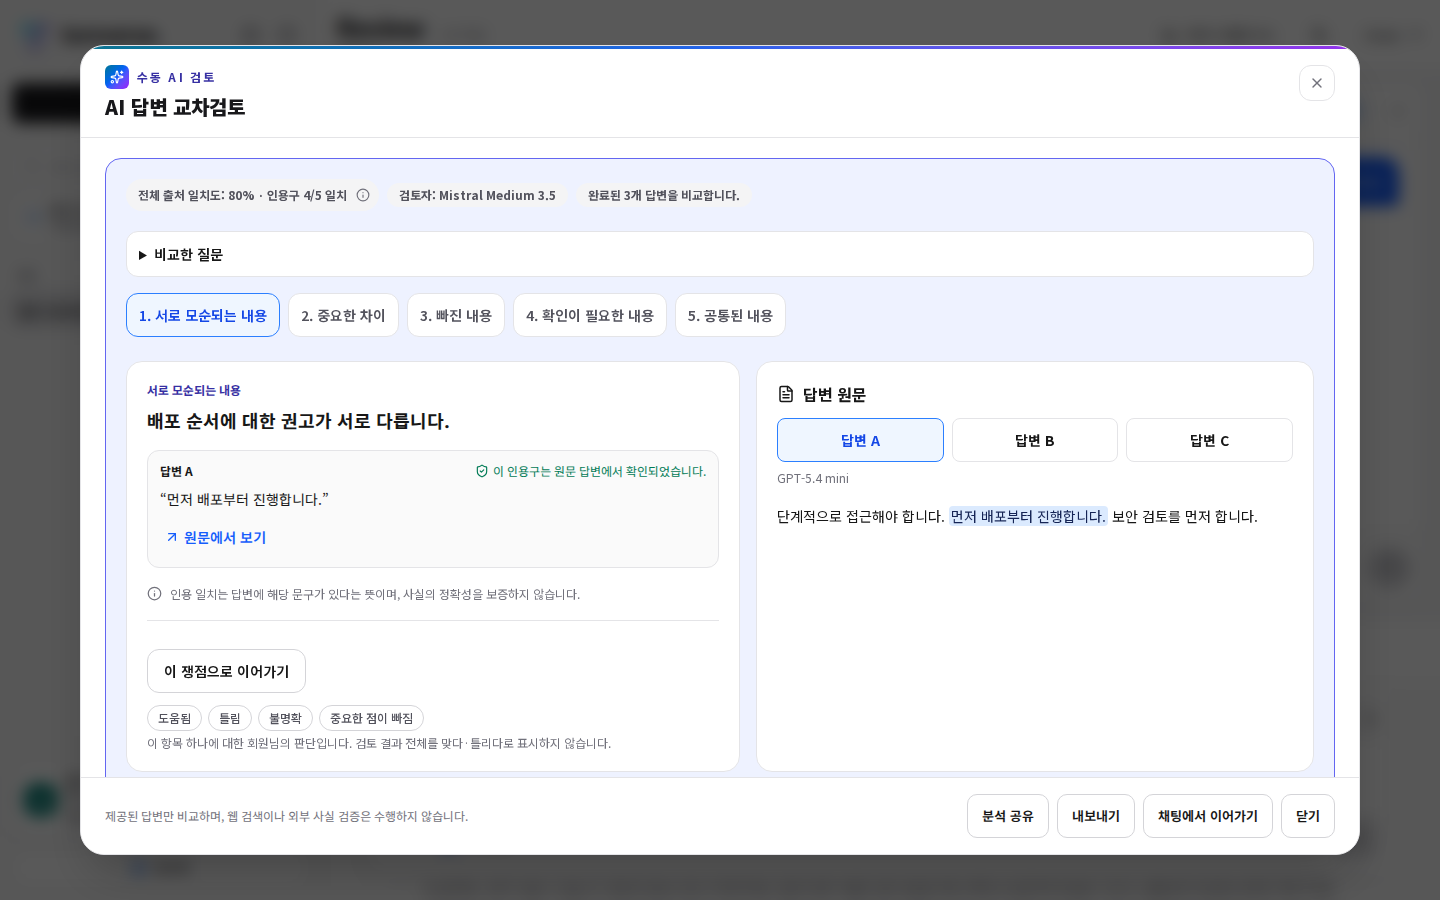 수동 AI 검토
AI 답변 교차검토
전체 출처 일치도: 80% · 인용구 4/5 일치
검토자: Mistral Medium 3.5
완료된 3개 답변을 비교합니다.
▶ 비교한 질문
1. 서로 모순되는 내용
2. 중요한 차이
3. 빠진 내용
4. 확인이 필요한 내용
5. 공통된 내용
서로 모순되는 내용
배포 순서에 대한 권고가 서로 다릅니다.
답변 A
이 인용구는 원문 답변에서 확인되었습니다.
“먼저 배포부터 진행합니다.”
원문에서 보기
인용 일치는 답변에 해당 문구가 있다는 뜻이며, 사실의 정확성을 보증하지 않습니다.
이 쟁점으로 이어가기
도움됨
틀림
불명확
중요한 점이 빠짐
이 항목 하나에 대한 회원님의 판단입니다. 검토 결과 전체를 맞다·틀리다로 표시하지 않습니다.
답변 원문
답변 A
답변 B
답변 C
GPT-5.4 mini
단계적으로 접근해야 합니다. 먼저 배포부터 진행합니다. 보안 검토를 먼저 합니다.
제공된 답변만 비교하며, 웹 검색이나 외부 사실 검증은 수행하지 않습니다.
분석 공유
내보내기
채팅에서 이어가기
닫기